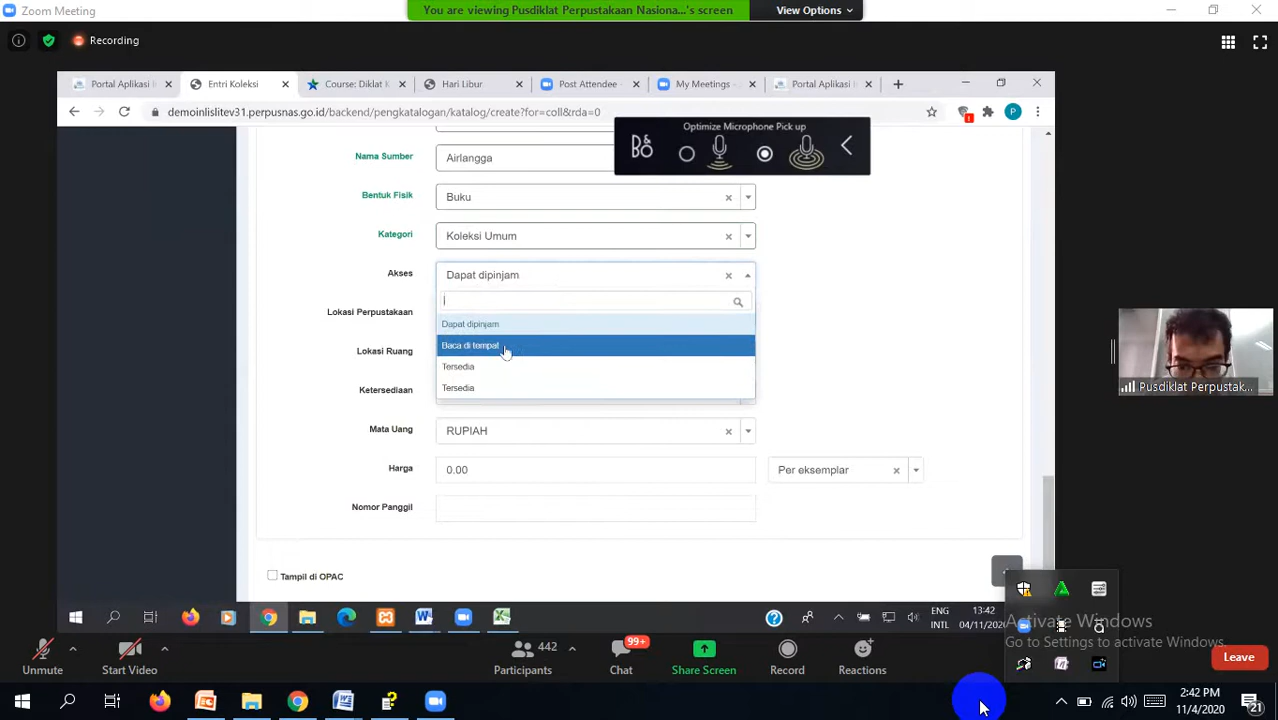 Zoom Meeting
You are viewing Pusdiklat Perpustakaan Nasiona...'s screen
View Options
Recording
Portal Aplikasi I
Entri Koleksi
Course: Diklat K
Hari Libur
Post Attendee -
My Meetings -
Portal Aplikasi I
demoinlislitev31.perpusnas.go.id/backend/pengkatalogan/katalog/create?for=coll&rda=0
P
Optimize Microphone Pick up
B&O
Nama Sumber
Airlangga
Bentuk Fisik
Buku
Kategori
Koleksi Umum
Akses
Dapat dipinjam
Dapat dipinjam
Lokasi Perpustakaan
Baca di tempat
Lokasi Ruang
Tersedia
Ketersediaan
Tersedia
Mata Uang
RUPIAH
Harga
0.00
Per eksemplar
Nomor Panggil
Tampil di OPAC
Pusdiklat Perpustak...
ENG
INTL
13:42
04/11/2020
Activate Windows
Go to Settings to activate Windows.
Unmute
Start Video
442
Participants
99+
Chat
Share Screen
Record
Reactions
Leave
2:42 PM
11/4/2020
21